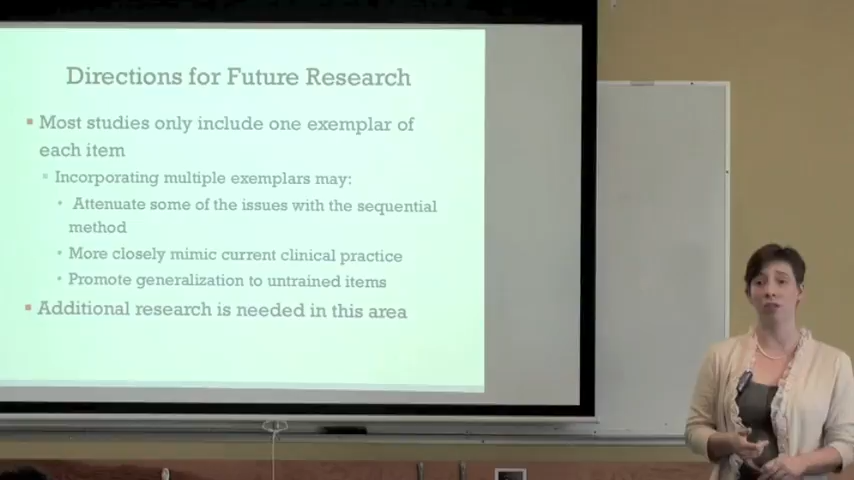 Directions for Future Research
Most studies only include one exemplar of
each item
Incorporating multiple exemplars may:
Attenuate some of the issues with the sequential
method
More closely mimic current clinical practice
Promote generalization to untrained items
Additional research is needed in this area